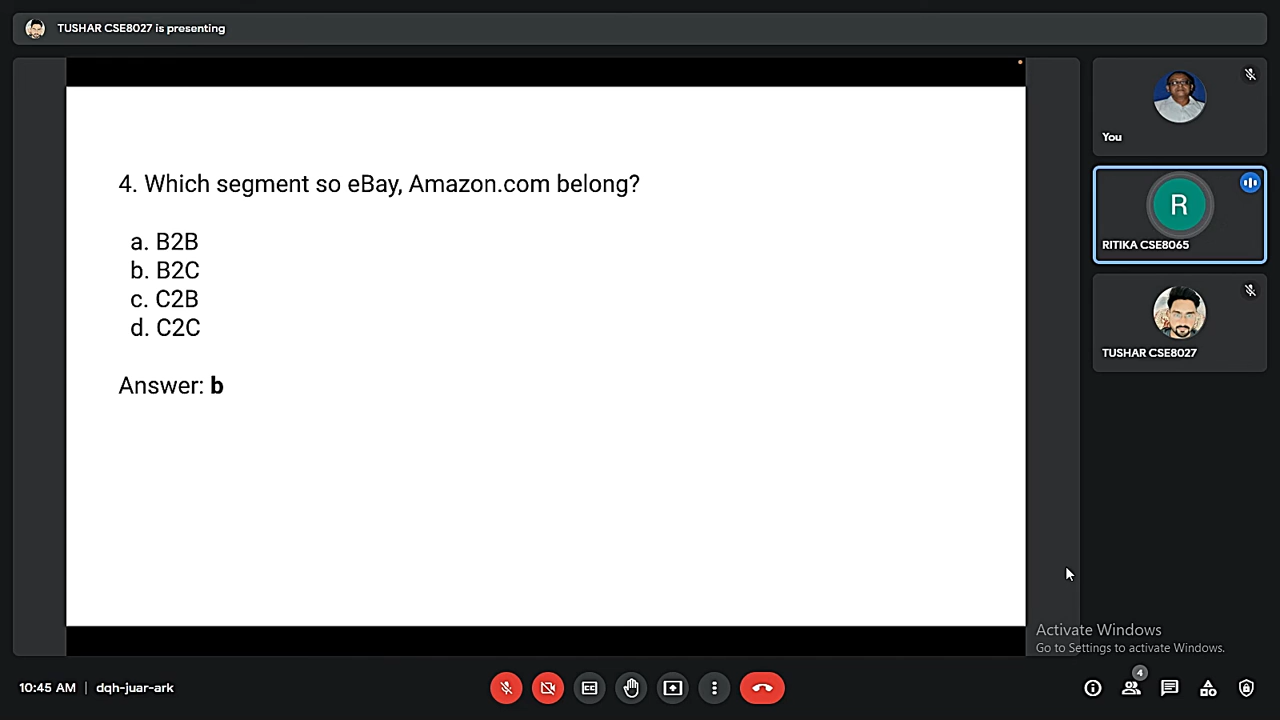 TUSHAR CSE8027 is presenting
4. Which segment so eBay, Amazon.com belong?
a. B2B
b. B2C
c. C2B
d. C2C
Answer: b
You
R
RITIKA CSE8065
TUSHAR CSE8027
Activate Windows
Go to Settings to activate Windows.
10:45 AM | dqh-juar-ark
CC
4